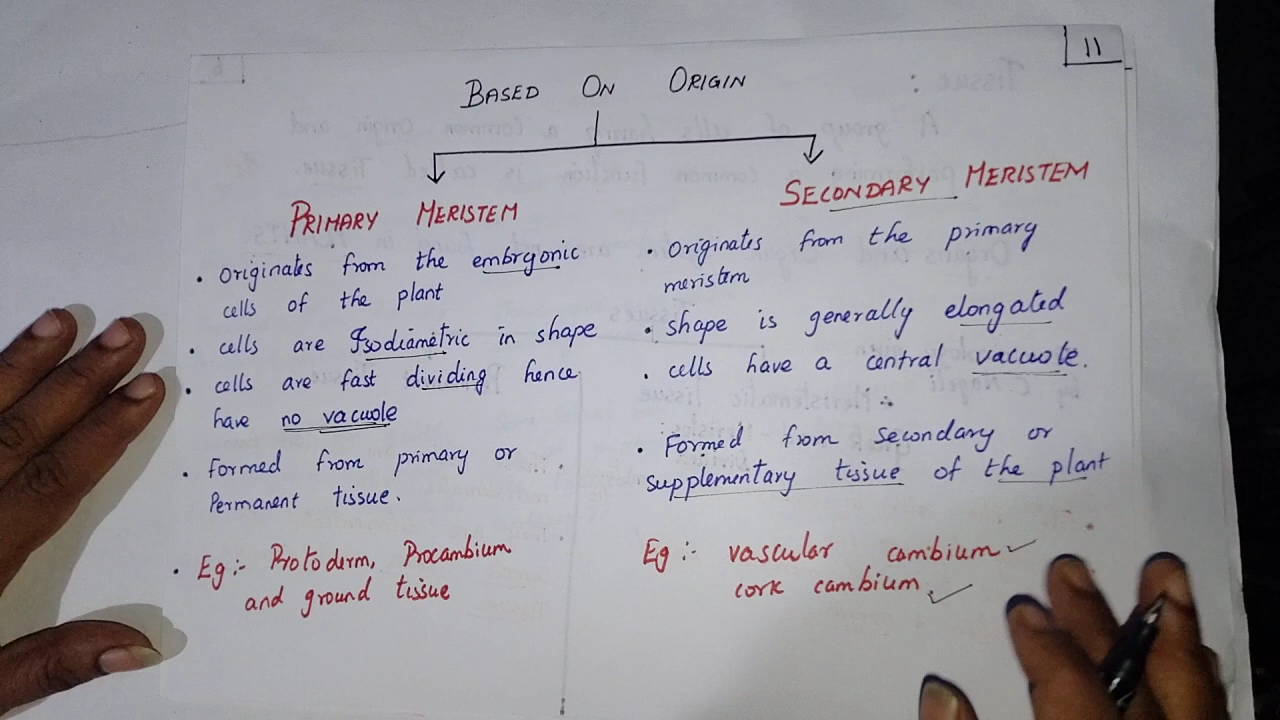 11
BASED ON ORIGIN
PRIMARY MERISTEM
• originates from the embryonic
cells of the plant
• cells are Isodiametric in shape
• cells are fast dividing hence
have no vacuole
• formed from primary or
Permanent tissue.
• Eg:- Protoderm, Procambium
and ground tissue
SECONDARY MERISTEM
• originates from the primary
meristem
• shape is generally elongated
• cells have a central vacuole.
• Formed from secondary or
supplementary tissue of the plant
Eg:- vascular cambium
cork cambium